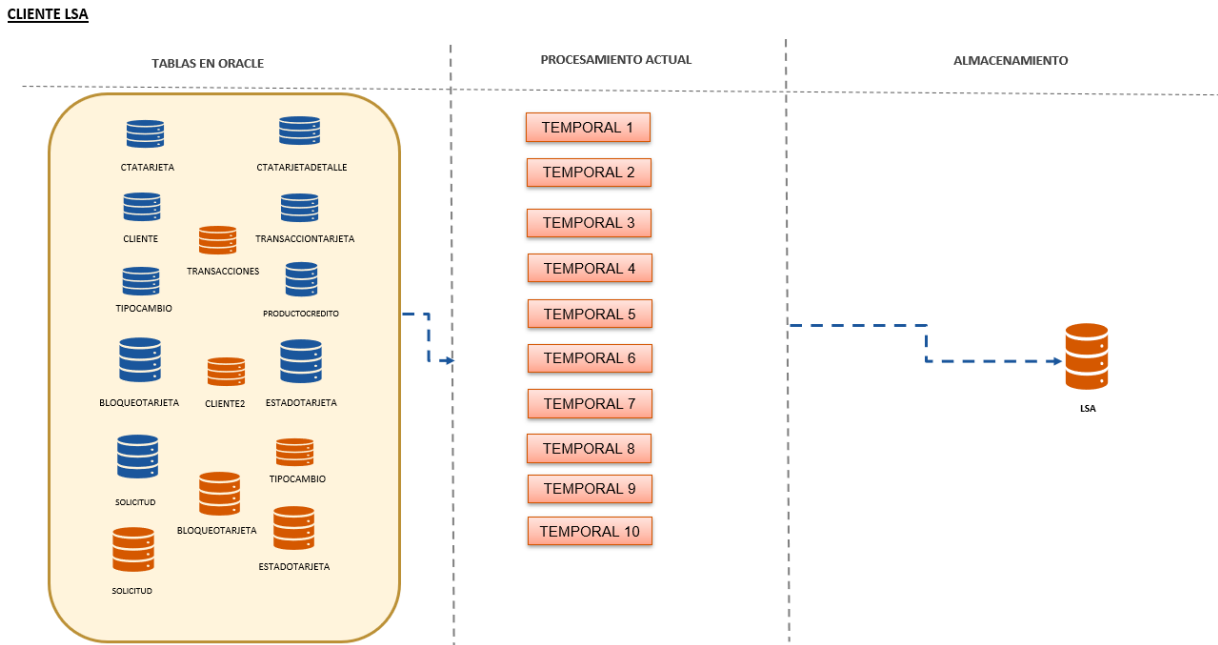 CLIENTE LSA
TABLAS EN ORACLE
PROCESAMIENTO ACTUAL
ALMACENAMIENTO
CTATARJETA
CTATARJETADETALLE
CLIENTE
TRANSACCIONTARJETA
TRANSACCIONES
TIPOCAMBIO
PRODUCTOCREDITO
BLOQUEOTARJETA
CLIENTE2
ESTADOTARJETA
TIPOCAMBIO
SOLICITUD
BLOQUEOTARJETA
ESTADOTARJETA
SOLICITUD
TEMPORAL 1
TEMPORAL 2
TEMPORAL 3
TEMPORAL 4
TEMPORAL 5
TEMPORAL 6
TEMPORAL 7
TEMPORAL 8
TEMPORAL 9
TEMPORAL 10
LSA